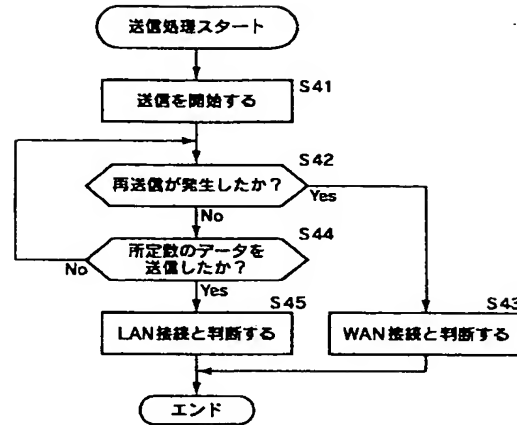 送信処理スタート
S41
送信を開始する
S42
再送信が発生したか?
Yes
No
S44
所定数のデータを
送信したか?
No
Yes
S45
LAN接続と判断する
S43
WAN接続と判断する
エンド